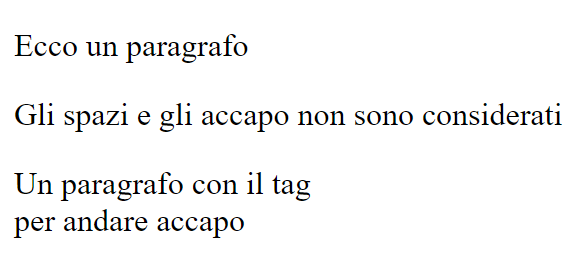 Ecco un paragrafo
Gli spazi e gli accapo non sono considerati
Un paragrafo con il tag
per andare accapo